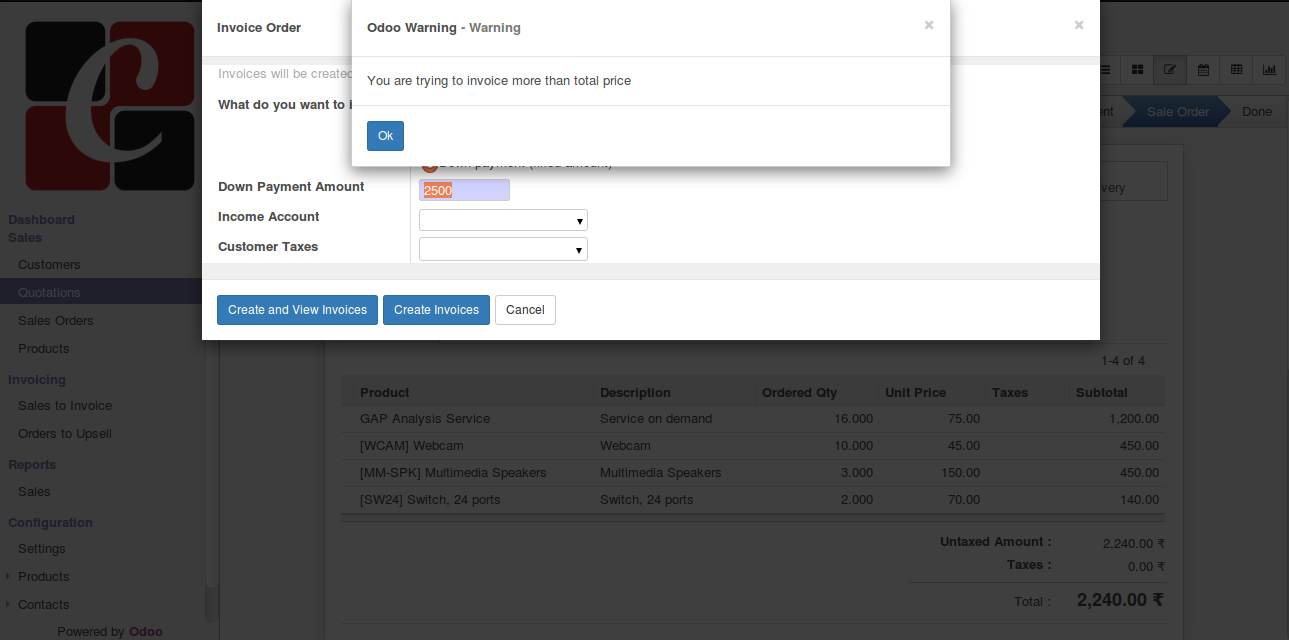 Invoice Order
×
Odoo Warning - Warning
×
You are trying to invoice more than total price
Ok
Invoices will be created
What do you want to i
Down payment (fixed amount)
Down Payment Amount
2500
Income Account
Customer Taxes
Create and View Invoices
Create Invoices
Cancel
C
Dashboard
Sales
Customers
Quotations
Sales Orders
Products
Invoicing
Sales to Invoice
Orders to Upsell
Reports
Sales
Configuration
Settings
Products
Contacts
Powered by Odoo
nt
Sale Order
Done
very
1-4 of 4
Product Description Ordered Qty Unit Price Taxes Subtotal
GAP Analysis Service Service on demand 16.000 75.00 1,200.00
[WCAM] Webcam Webcam 10.000 45.00 450.00
[MM-SPK] Multimedia Speakers Multimedia Speakers 3.000 150.00 450.00
[SW24] Switch, 24 ports Switch, 24 ports 2.000 70.00 140.00
Untaxed Amount : 2,240.00 ₹
Taxes : 0.00 ₹
Total : 2,240.00 ₹